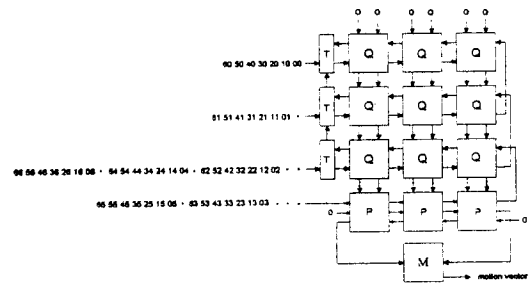 0 0 0 0 0 0
T Q Q Q
60 50 40 30 20 10 00
T Q Q Q
61 51 41 31 21 11 01 ·
T Q Q Q
66 56 46 36 26 16 06 · 64 54 44 34 24 14 04 · 62 52 42 32 22 12 02 ·
65 55 45 35 25 15 05 · 63 53 43 33 23 13 03
0 P P P 0
M
motion vector